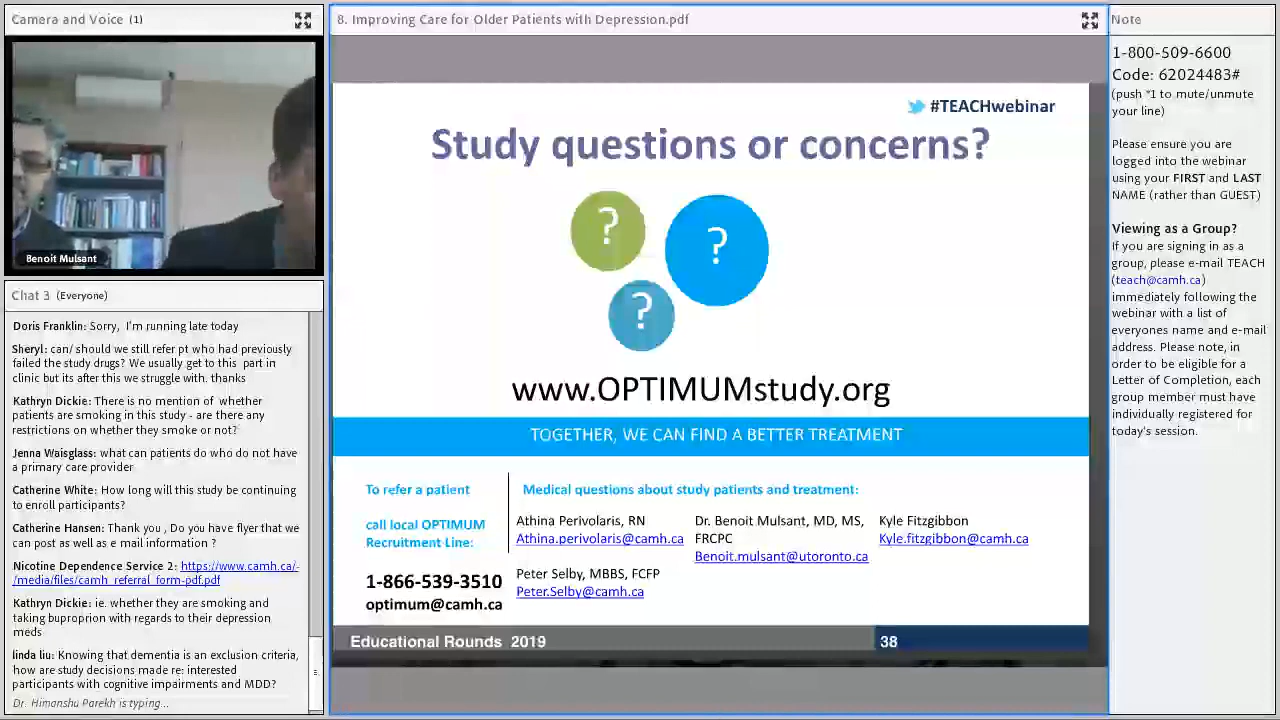 Camera and Voice (1)
Benoit Mulsant
Chat 3 (Everyone)
Doris Franklin: Sorry, I'm running late today
Sheryl: can/ should we still refer pt who had previously
failed the study drugs? We usually get to this part in
clinic but its after this we struggle with. thanks
Kathryn Dickie: There is no mention of whether
patients are smoking in this study - are there any
restrictions on whether they smoke or not?
Jenna Waisglass: what can patients do who do not have
a primary care provider
Catherine White: How long will this study be continuing
to enroll participants?
Catherine Hansen: Thank you , Do you have flyer that we
can post as well as e mail information ?
Nicotine Dependence Service 2: https://www.camh.ca/-
/media/files/camh_referral_form-pdf.pdf
Kathryn Dickie: ie. whether they are smoking and
taking buproprion with regards to their depression
meds
linda liu: Knowing that dementia is exclusion criteria,
how are study decisions made re: interested
participants with cognitive impairments and MDD?
Dr. Himanshu Parekh is typing...
8. Improving Care for Older Patients with Depression.pdf
#TEACHwebinar
Study questions or concerns?
?
?
?
www.OPTIMUMstudy.org
TOGETHER, WE CAN FIND A BETTER TREATMENT
To refer a patient
call local OPTIMUM
Recruitment Line:
1-866-539-3510
optimum@camh.ca
Medical questions about study patients and treatment:
Athina Perivolaris, RN
Athina.perivolaris@camh.ca
Peter Selby, MBBS, FCFP
Peter.Selby@camh.ca
Dr. Benoit Mulsant, MD, MS,
FRCPC
Benoit.mulsant@utoronto.ca
Kyle Fitzgibbon
Kyle.fitzgibbon@camh.ca
Educational Rounds 2019
38
Note
1-800-509-6600
Code: 62024483#
(push *1 to mute/unmute
your line)
Please ensure you are
logged into the webinar
using your FIRST and LAST
NAME (rather than GUEST)
Viewing as a Group?
If you are signing in as a
group, please e-mail TEACH
(teach@camh.ca)
immediately following the
webinar with a list of
everyones name and e-mail
address. Please note, in
order to be eligible for a
Letter of Completion, each
group member must have
individually registered for
today's session.